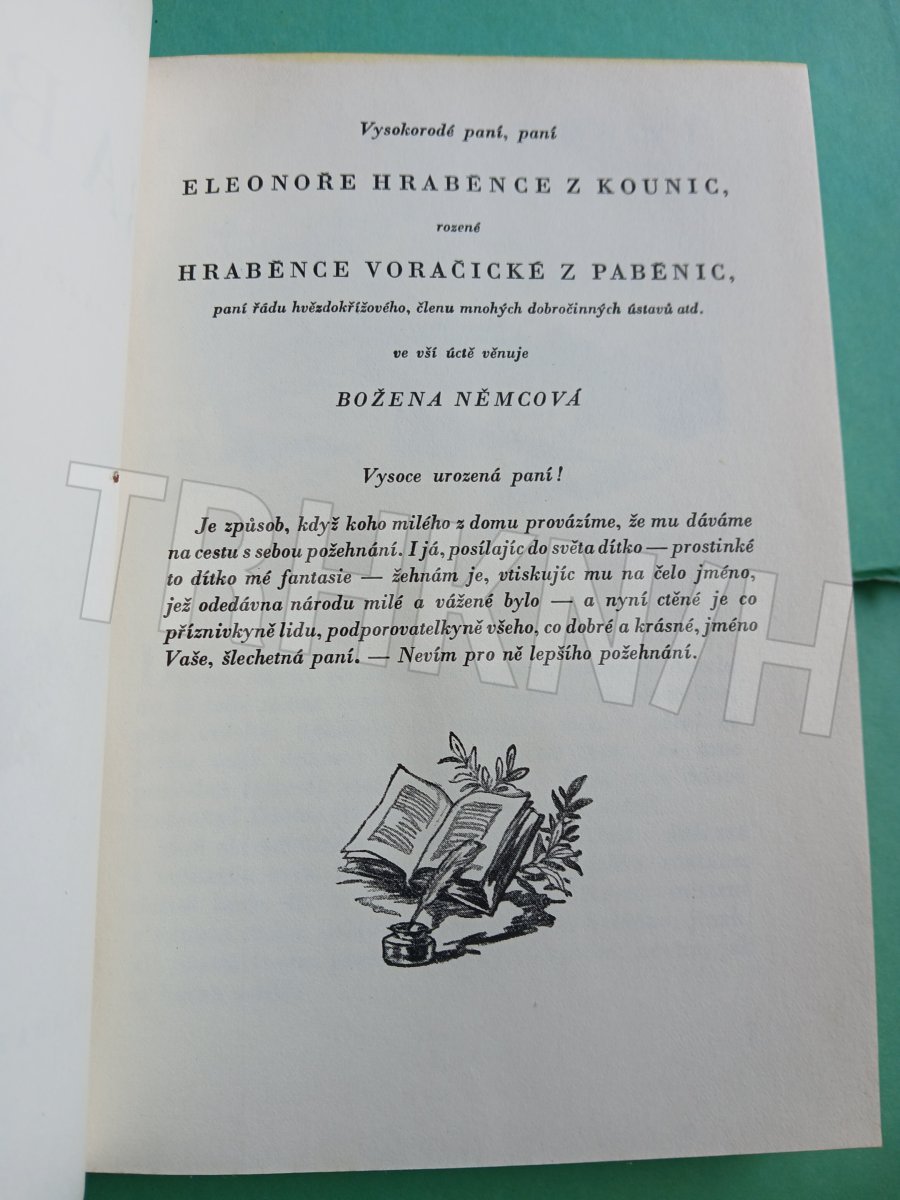 Vysokorodé paní, paní
ELEONOŘE HRABĚNCE Z KOUNIC,
rozené
HRABĚNCE VORAČICKÉ Z PABĚNIC,
paní řádu hvězdokřížového, členu mnohých dobročinných ústavů atd.
ve vší úctě věnuje
BOŽENA NĚMCOVÁ
Vysoce urozená paní!
Je způsob, když koho milého z domu provázíme, že mu dáváme
na cestu s sebou požehnání. I já, posílajíc do světa dítko — prostinké
to dítko mé fantasie — žehnám je, vtiskujíc mu na čelo jméno,
jež odedávna národu milé a vážené bylo — a nyní ctěné je co
příznivkyně lidu, podporovatelkyně všeho, co dobré a krásné, jméno
Vaše, šlechetná paní. — Nevím pro ně lepšího požehnání.
TRHKNIH